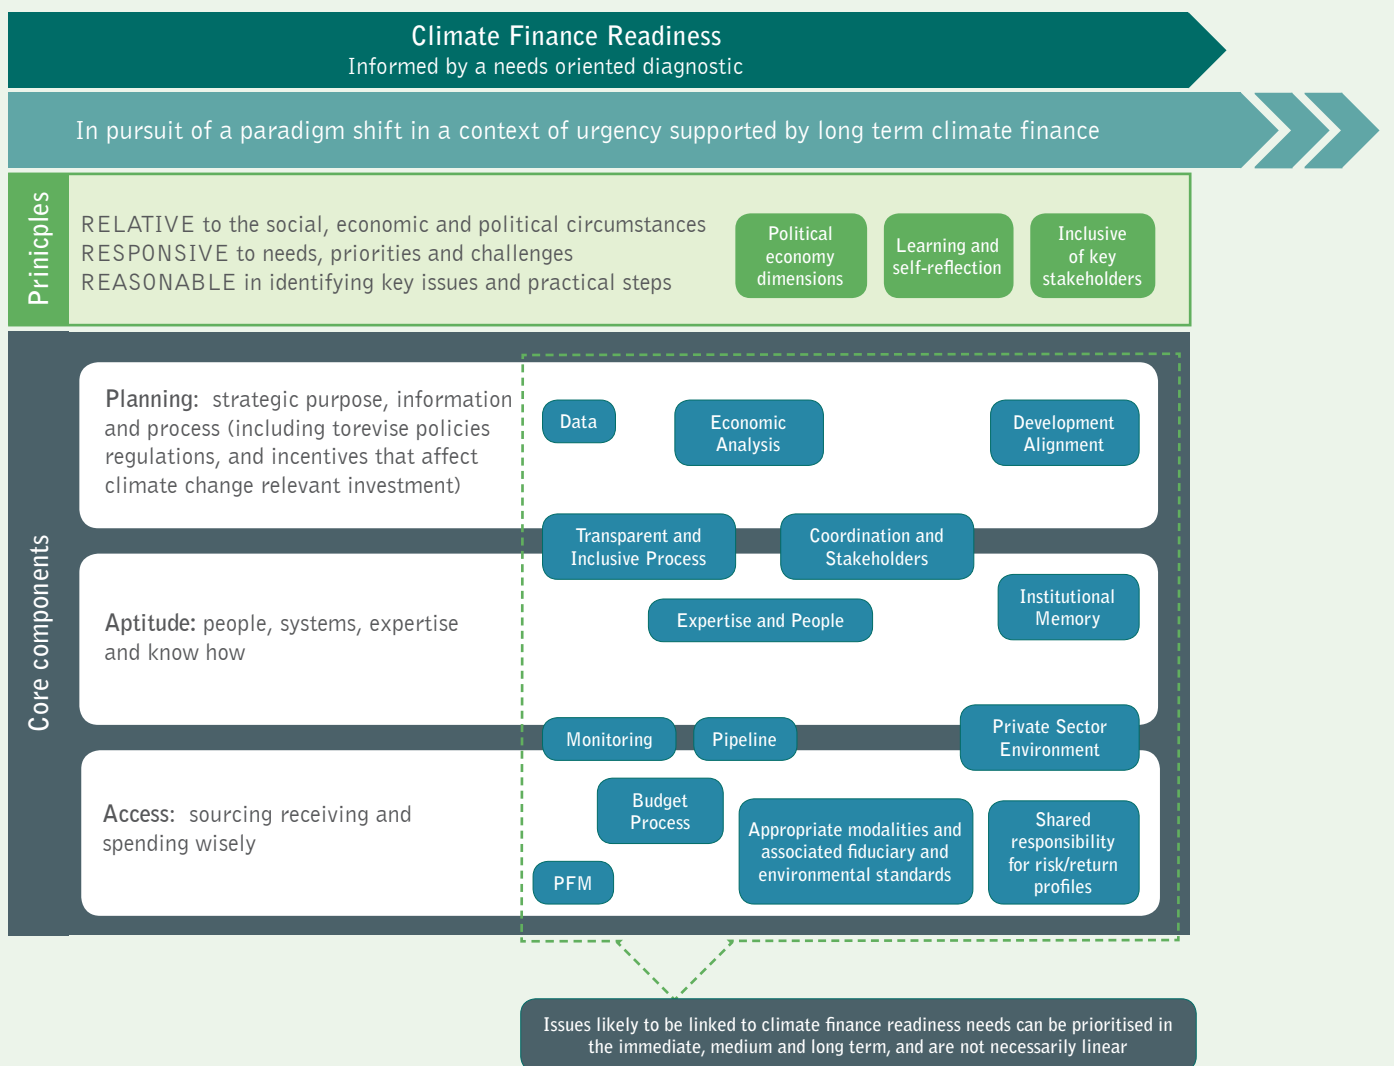 Climate Finance Readiness
Informed by a needs oriented diagnostic
In pursuit of a paradigm shift in a context of urgency supported by long term climate finance
Prinicples
RELATIVE to the social, economic and political circumstances
RESPONSIVE to needs, priorities and challenges
REASONABLE in identifying key issues and practical steps
Political
economy
dimensions
Learning and
self-reflection
Inclusive
of key
stakeholders
Core components
Planning: strategic purpose, information
and process (including torevise policies
regulations, and incentives that affect
climate change relevant investment)
Data
Economic
Analysis
Development
Alignment
Transparent and
Inclusive Process
Coordination and
Stakeholders
Aptitude: people, systems, expertise
and know how
Expertise and People
Institutional
Memory
Monitoring
Pipeline
Private Sector
Environment
Access: sourcing receiving and
spending wisely
Budget
Process
PFM
Appropriate modalities and
associated fiduciary and
environmental standards
Shared
responsibility
for risk/return
profiles
Issues likely to be linked to climate finance readiness needs can be prioritised in
the immediate, medium and long term, and are not necessarily linear